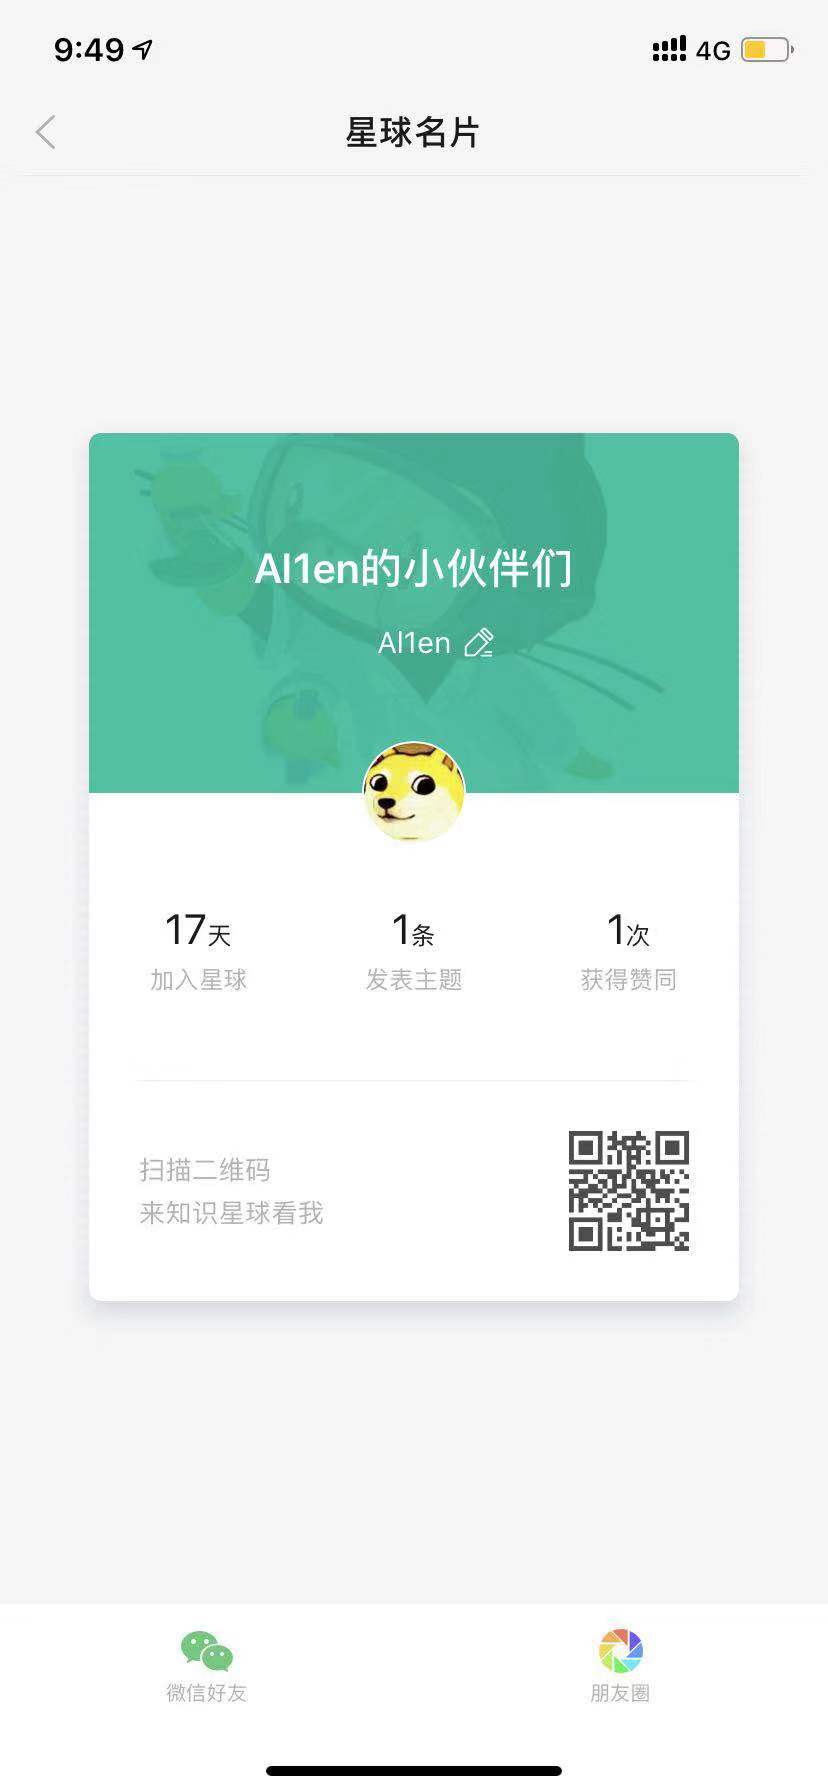 9:49
4G
星球名片
Al1en的小伙伴们
Al1en
17天
1条
1次
加入星球
发表主题
获得赞同
扫描二维码
来知识星球看我
微信好友
朋友圈